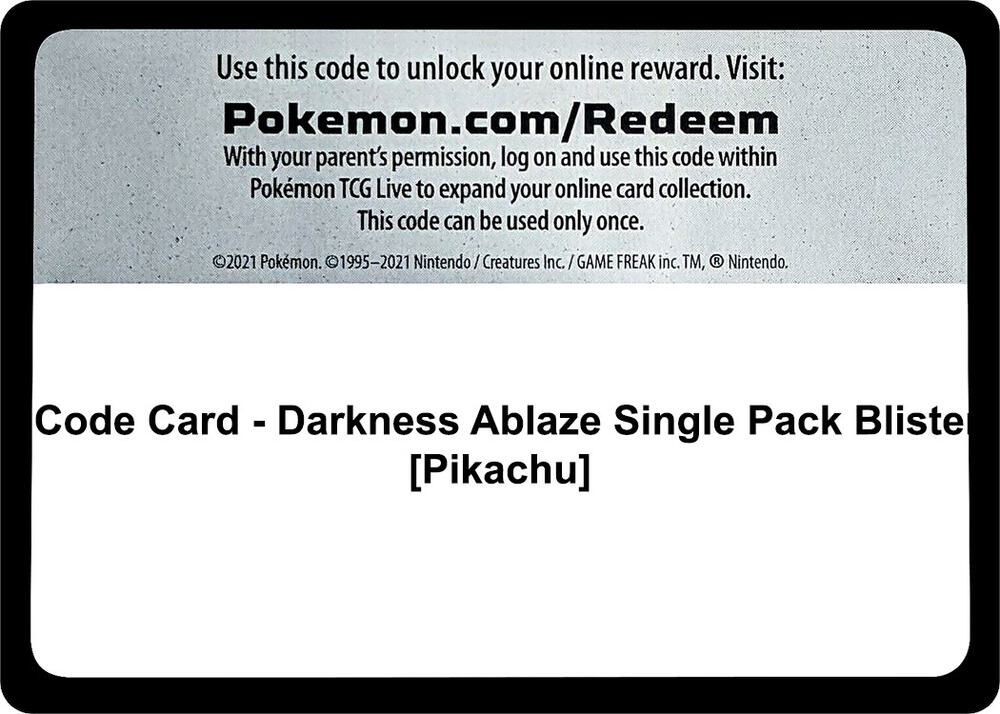 Use this code to unlock your online reward. Visit:
Pokemon.com/Redeem
With your parent's permission, log on and use this code within
Pokémon TCG Live to expand your online card collection.
This code can be used only once.
©2021 Pokémon. ©1995–2021 Nintendo / Creatures Inc. / GAME FREAK inc. TM, ® Nintendo.
Code Card - Darkness Ablaze Single Pack Blister
[Pikachu]